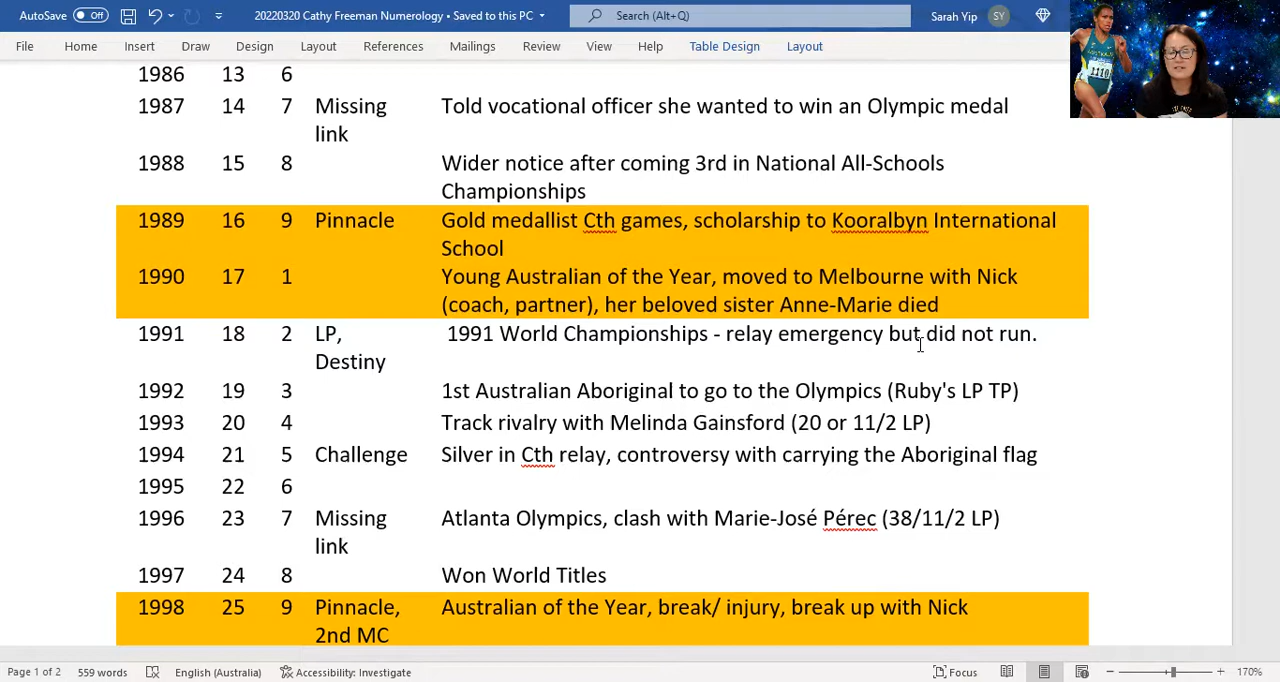 AutoSave Off 20220320 Cathy Freeman Numerology • Saved to this PC Search (Alt+Q) Sarah Yip SY
File Home Insert Draw Design Layout References Mailings Review View Help Table Design Layout
1110
1986 13 6
1987 14 7 Missing Told vocational officer she wanted to win an Olympic medal
link
1988 15 8 Wider notice after coming 3rd in National All-Schools
Championships
1989 16 9 Pinnacle Gold medallist Cth games, scholarship to Kooralbyn International
School
1990 17 1 Young Australian of the Year, moved to Melbourne with Nick
(coach, partner), her beloved sister Anne-Marie died
1991 18 2 LP, 1991 World Championships - relay emergency but did not run.
Destiny
1992 19 3 1st Australian Aboriginal to go to the Olympics (Ruby's LP TP)
1993 20 4 Track rivalry with Melinda Gainsford (20 or 11/2 LP)
1994 21 5 Challenge Silver in Cth relay, controversy with carrying the Aboriginal flag
1995 22 6
1996 23 7 Missing Atlanta Olympics, clash with Marie-José Pérec (38/11/2 LP)
link
1997 24 8 Won World Titles
1998 25 9 Pinnacle, Australian of the Year, break/ injury, break up with Nick
2nd MC
Page 1 of 2 559 words English (Australia) Accessibility: Investigate Focus 170%